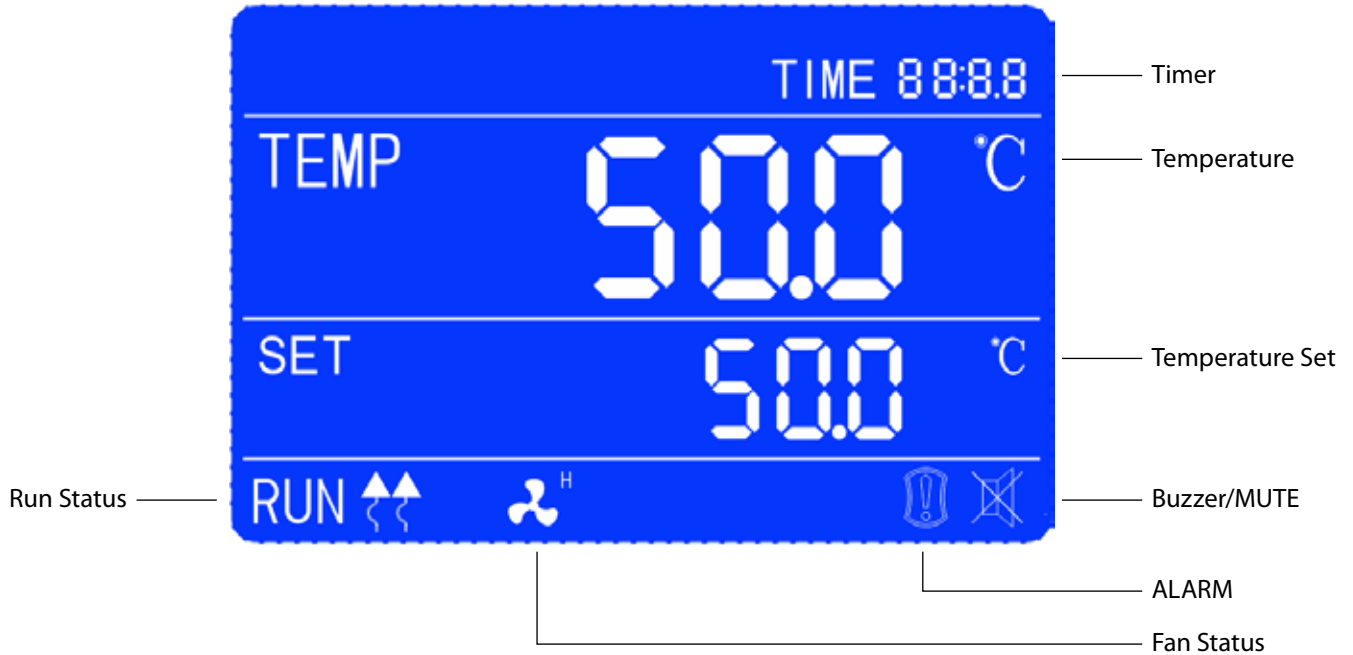 TIME 88:8.8
Timer
TEMP 50.0 °C
Temperature
SET 50.0 °C
Temperature Set
Run Status
RUN H
Buzzer/MUTE
ALARM
Fan Status